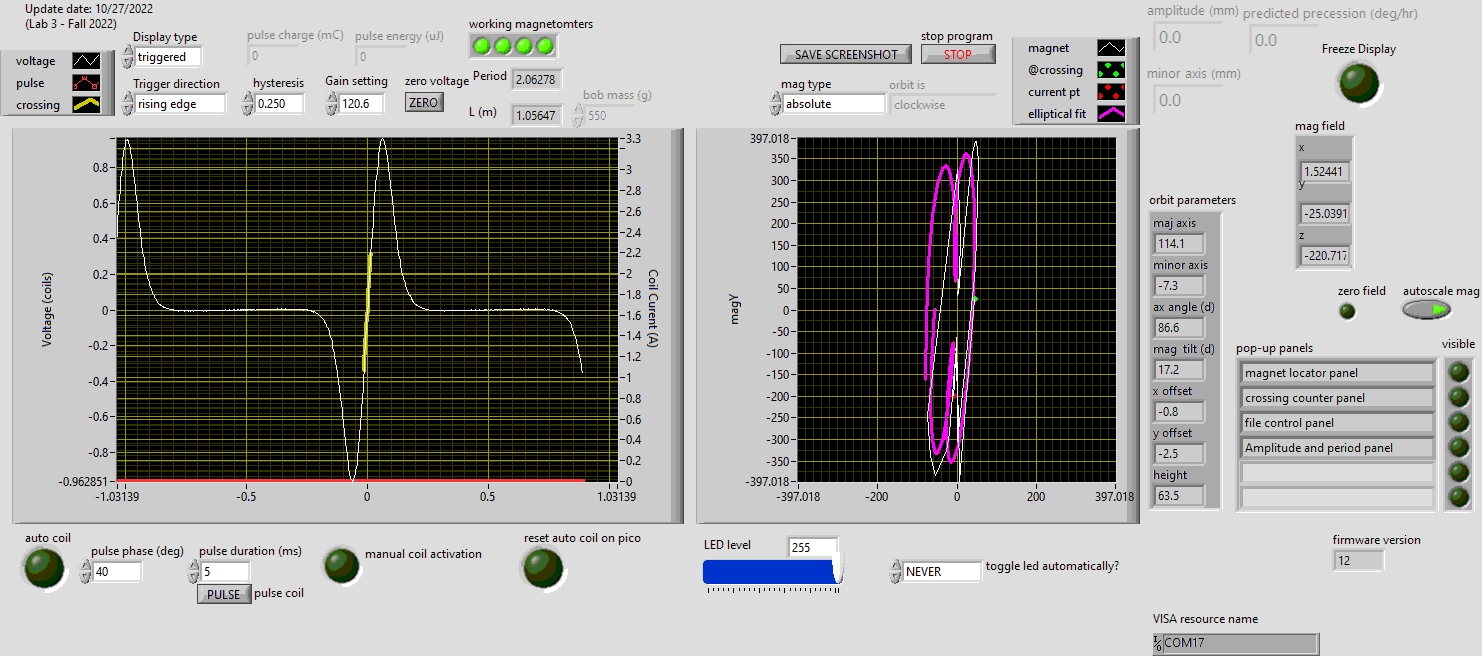 Update date: 10/27/2022
(Lab 3 - Fall 2022)
voltage
pulse
crossing
Display type
triggered
Trigger direction
rising edge
pulse charge (mC)
0
pulse energy (uJ)
0
hysteresis
0.250
Gain setting
120.6
zero voltage
ZERO
working magnetomters
Period
2.06278
L (m)
1.05647
bob mass (g)
550
SAVE SCREENSHOT
stop program
STOP
mag type
absolute
orbit is
clockwise
magnet
@crossing
current pt
elliptical fit
amplitude (mm)
0.0
predicted precession (deg/hr)
0.0
minor axis (mm)
0.0
Freeze Display
Voltage (coils)
0.8
0.6
0.4
0.2
0
-0.2
-0.4
-0.6
-0.8
-0.962851
-1.03139
-0.5
0
0.5
1.03139
3.3
3
2.8
2.6
2.4
2.2
2
1.8
1.6
1.4
1.2
1
0.8
0.6
0.4
0.2
0
Coil Curent (A)
magy
397.018
350
300
250
200
150
100
50
0
-50
-100
-150
-200
-250
-300
-350
-397.018
-397.018
-200
0
200
397.018
orbit parameters
maj axis
114.1
minor axis
-7.3
ax angle (d)
86.6
mag tilt (d)
17.2
x offset
-0.8
y offset
-2.5
height
63.5
mag field
x
1.52441
y
-25.0391
z
-220.717
zero field
autoscale mag
pop-up panels
visible
magnet locator panel
crossing counter panel
file control panel
Amplitude and period panel
auto coil
pulse phase (deg)
40
pulse duration (ms)
5
PULSE
pulse coil
manual coil activation
reset auto coil on pico
LED level
255
NEVER
toggle led automatically?
firmware version
12
VISA resource name
I/O COM17